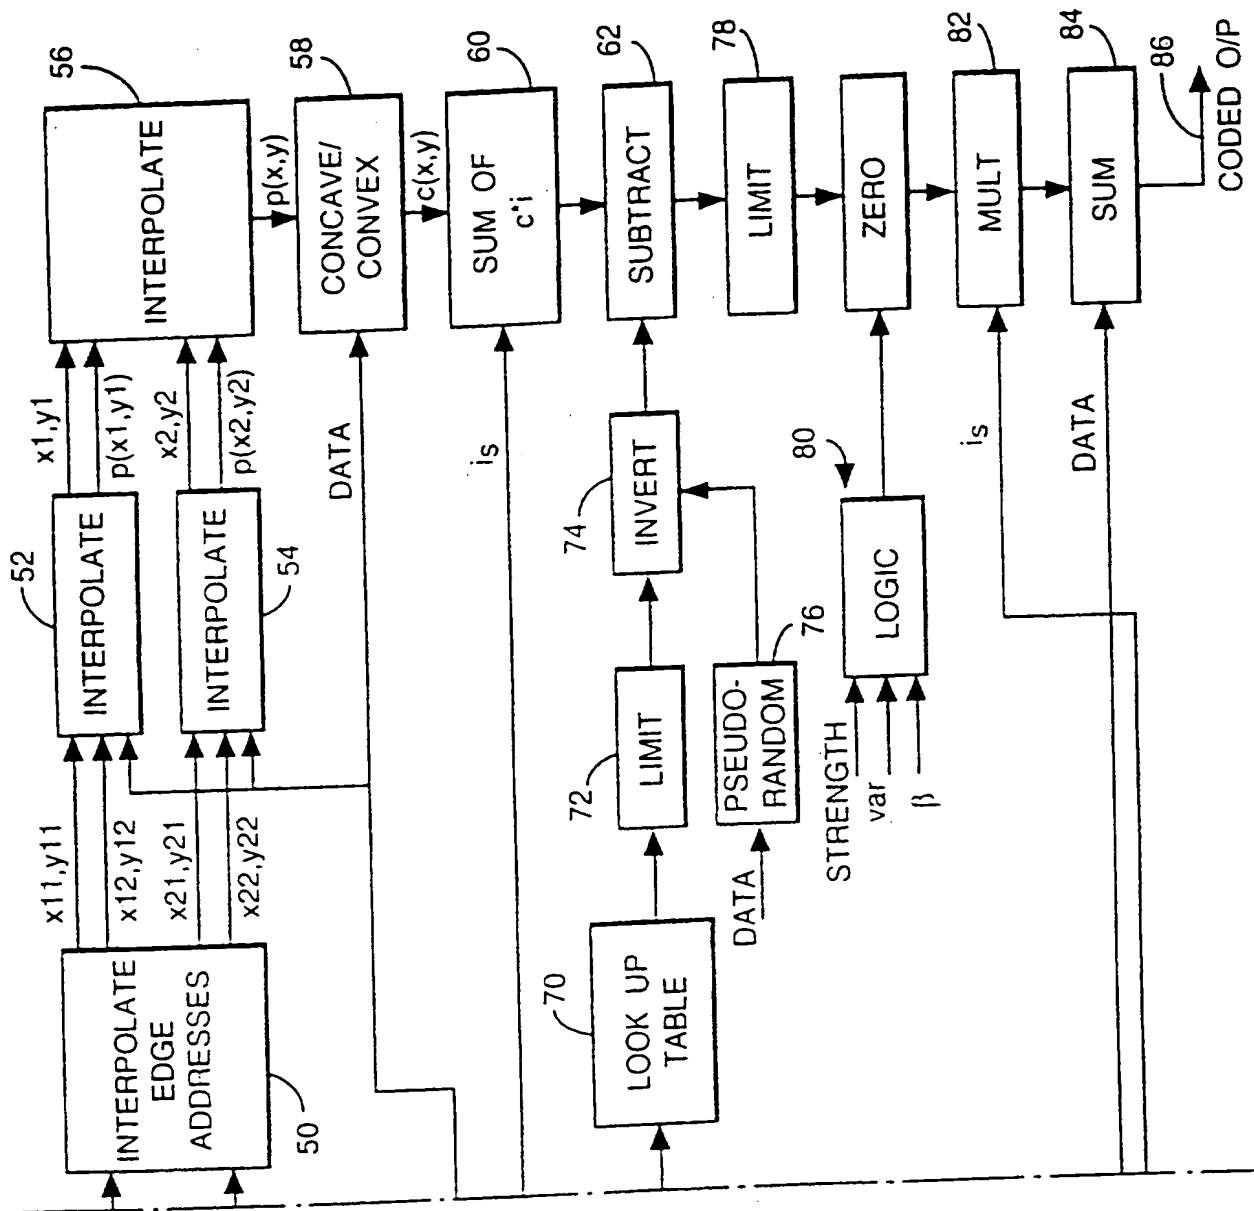 56
58
60
62
78
82
84
86
CODED O/P
INTERPOLATE
p(x,y)
CONCAVE/
CONVEX
c(x,y)
SUM OF
c*i
SUBTRACT
LIMIT
ZERO
MULT
SUM
x1,y1
p(x1,y1)
x2,y2
p(x2,y2)
DATA
is
is
DATA
52
INTERPOLATE
INTERPOLATE
54
74
INVERT
80
LOGIC
72
LIMIT
76
PSEUDO-
RANDOM
STRENGTH
var
β
x11,y11
x12,y12
x21,y21
x22,y22
DATA
INTERPOLATE
EDGE
ADDRESSES
50
70
LOOK UP
TABLE